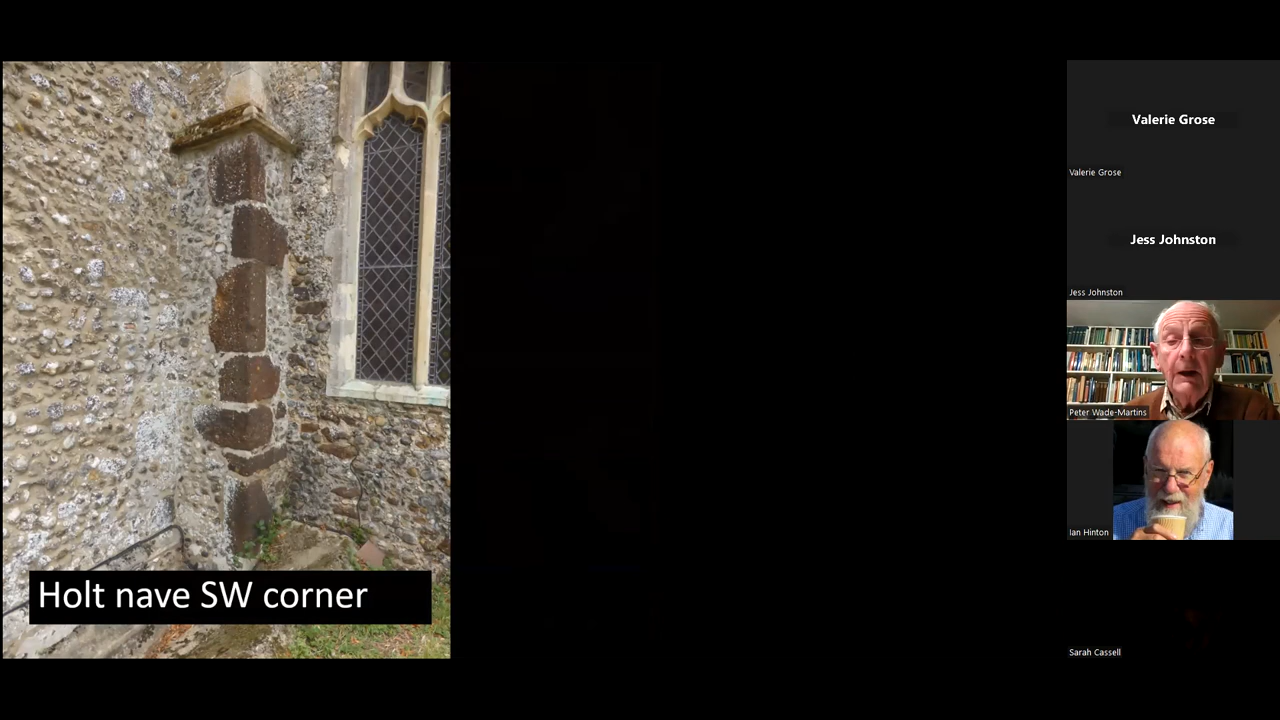 Holt nave SW corner
Valerie Grose
Valerie Grose
Jess Johnston
Jess Johnston
Peter Wade-Martins
Ian Hinton
Sarah Cassell